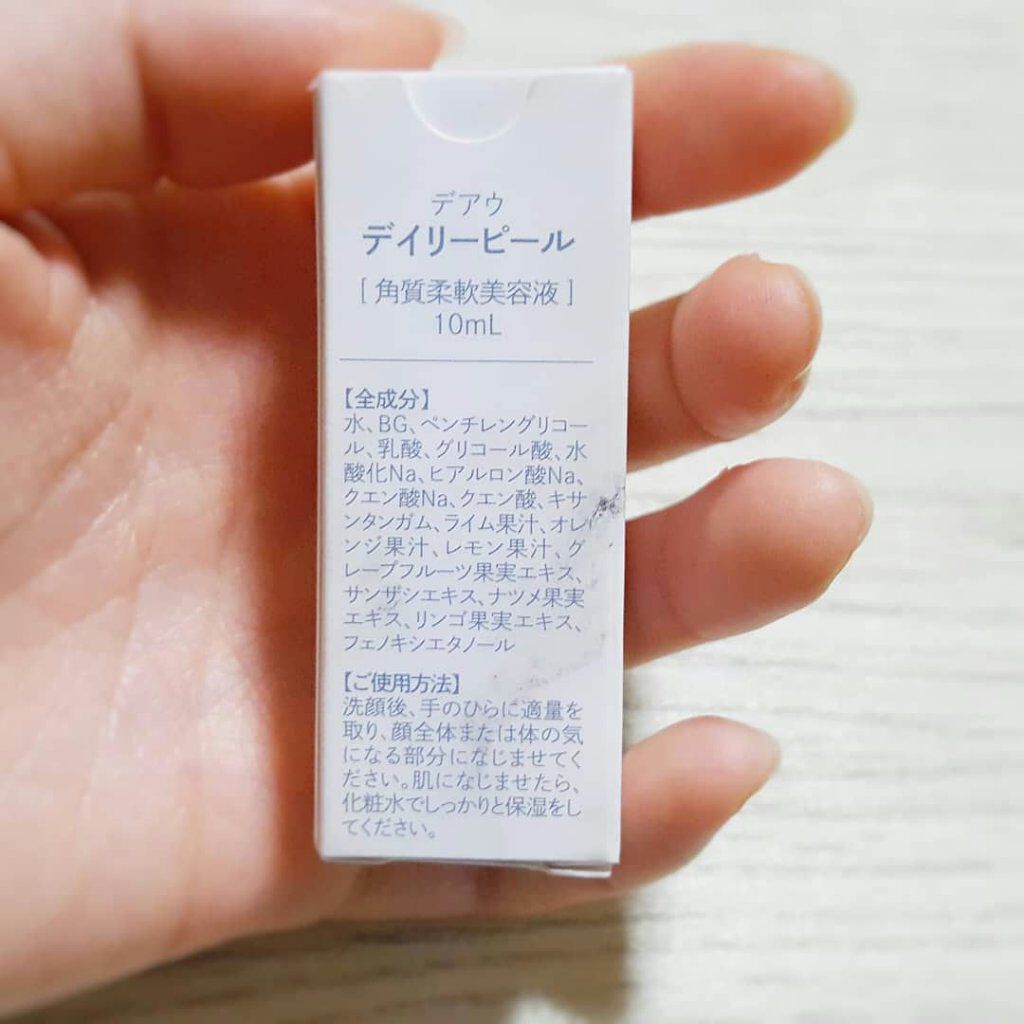 デアウ
デイリーピール
[ 角質柔軟美容液 ]
10mL
【全成分】
水、BG、ペンチレングリコー
ル、乳酸、グリコール酸、水
酸化Na、ヒアルロン酸Na、
クエン酸Na、クエン酸、キサ
ンタンガム、ライム果汁、オレ
ンジ果汁、レモン果汁、グ
レープフルーツ果実エキス、
サンザシエキス、ナツメ果実
エキス、リンゴ果実エキス、
フェノキシエタノール
【ご使用方法】
洗顔後、手のひらに適量を
取り、顔全体または体の気
になる部分になじませてく
ださい。肌になじませたら、
化粧水でしっかりと保湿をし
てください。